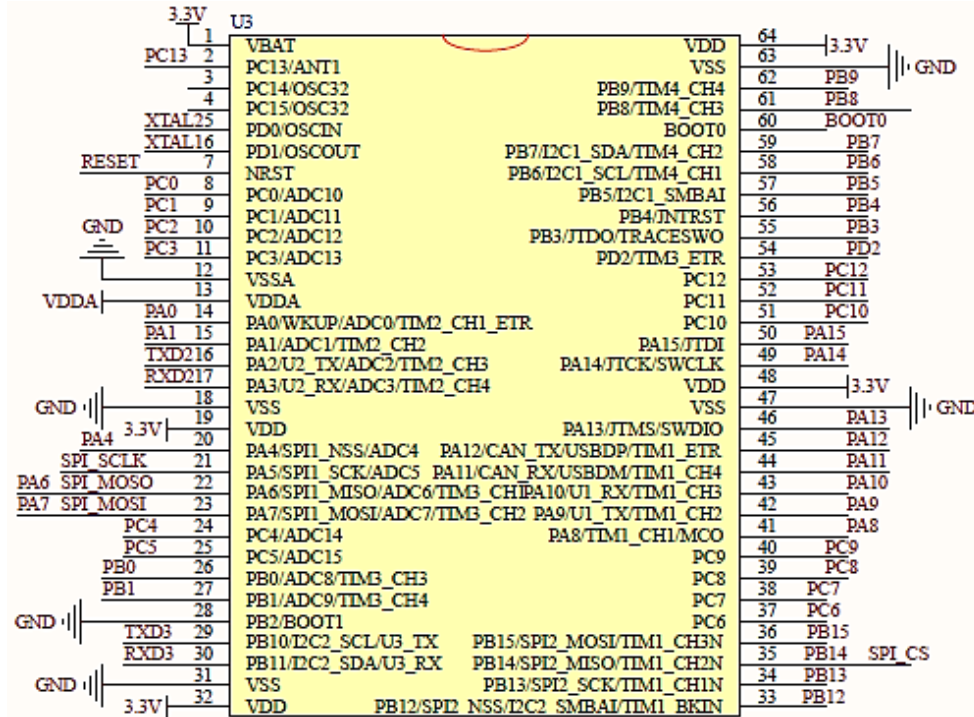 3.3V U3
1 VBAT VDD 64 3.3V
PC13 2 PC13/ANT1 VSS 63 GND
3 PC14/OSC32 PB9/TIM4_CH4 62 PB9
4 PC15/OSC32 PB8/TIM4_CH3 61 PB8
XTAL2 5 PD0/OSCIN BOOT0 60 BOOT0
XTAL1 6 PD1/OSCOUT PB7/I2C1_SDA/TIM4_CH2 59 PB7
RESET 7 NRST PB6/I2C1_SCL/TIM4_CH1 58 PB6
PC0 8 PC0/ADC10 PB5/I2C1_SMBAI 57 PB5
PC1 9 PC1/ADC11 PB4/JNTRST 56 PB4
PC2 10 PC2/ADC12 PB3/JTDO/TRACESWO 55 PB3
PC3 11 PC3/ADC13 PD2/TIM3_ETR 54 PD2
GND 12 VSSA PC12 53 PC12
VDDA 13 VDDA PC11 52 PC11
PA0 14 PA0/WKUP/ADC0/TIM2_CH1_ETR PC10 51 PC10
PA1 15 PA1/ADC1/TIM2_CH2 PA15/JTDI 50 PA15
TXD2 16 PA2/U2_TX/ADC2/TIM2_CH3 PA14/JTCK/SWCLK 49 PA14
RXD2 17 PA3/U2_RX/ADC3/TIM2_CH4 VDD 48 3.3V
GND 18 VSS VSS 47 GND
3.3V 19 VDD PA13/JTMS/SWDIO 46 PA13
PA4 20 PA4/SPI1_NSS/ADC4 PA12/CAN_TX/USBDP/TIM1_ETR 45 PA12
SPI_SCLK 21 PA5/SPI1_SCK/ADC5 PA11/CAN_RX/USBDM/TIM1_CH4 44 PA11
PA6 SPI_MOSO 22 PA6/SPI1_MISO/ADC6/TIM3_CH1 PA10/U1_RX/TIM1_CH3 43 PA10
PA7 SPI_MOSI 23 PA7/SPI1_MOSI/ADC7/TIM3_CH2 PA9/U1_TX/TIM1_CH2 42 PA9
PC4 24 PC4/ADC14 PA8/TIM1_CH1/MCO 41 PA8
PC5 25 PC5/ADC15 PC9 40 PC9
PB0 26 PB0/ADC8/TIM3_CH3 PC8 39 PC8
PB1 27 PB1/ADC9/TIM3_CH4 PC7 38 PC7
GND 28 PB2/BOOT1 PC6 37 PC6
TXD3 29 PB10/I2C2_SCL/U3_TX PB15/SPI2_MOSI/TIM1_CH3N 36 PB15
RXD3 30 PB11/I2C2_SDA/U3_RX PB14/SPI2_MISO/TIM1_CH2N 35 PB14 SPI_CS
GND 31 VSS PB13/SPI2_SCK/TIM1_CH1N 34 PB13
3.3V 32 VDD PB12/SPI2_NSS/I2C2_SMBAI/TIM1_BKIN 33 PB12